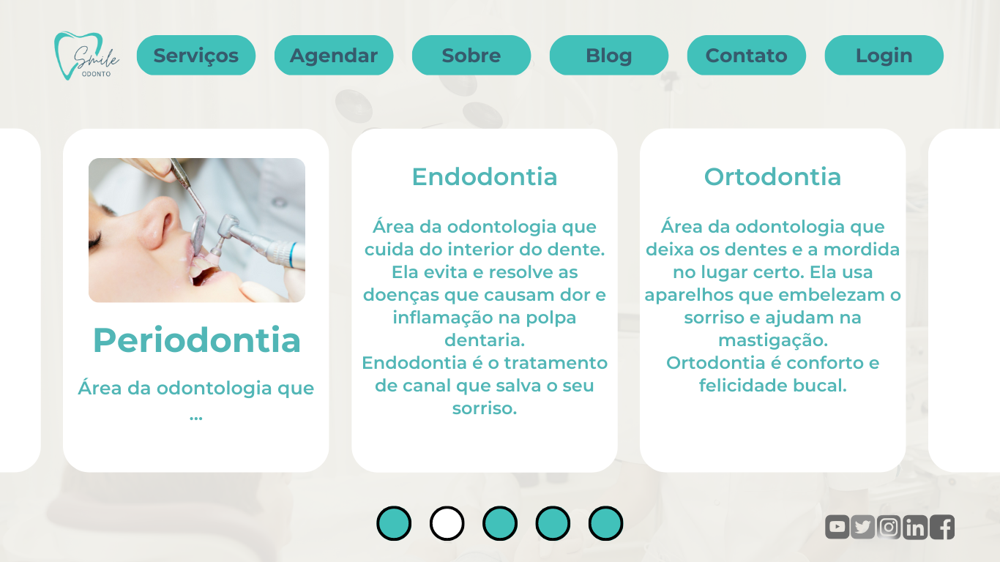 Smile
ODONTO
Serviços
Agendar
Sobre
Blog
Contato
Login
Periodontia
Área da odontologia que
...
Endodontia
Área da odontologia que
cuida do interior do dente.
Ela evita e resolve as
doenças que causam dor e
inflamação na polpa
dentaria.
Endodontia é o tratamento
de canal que salva o seu
sorriso.
Ortodontia
Área da odontologia que
deixa os dentes e a mordida
no lugar certo. Ela usa
aparelhos que embelezam o
sorriso e ajudam na
mastigação.
Ortodontia é conforto e
felicidade bucal.